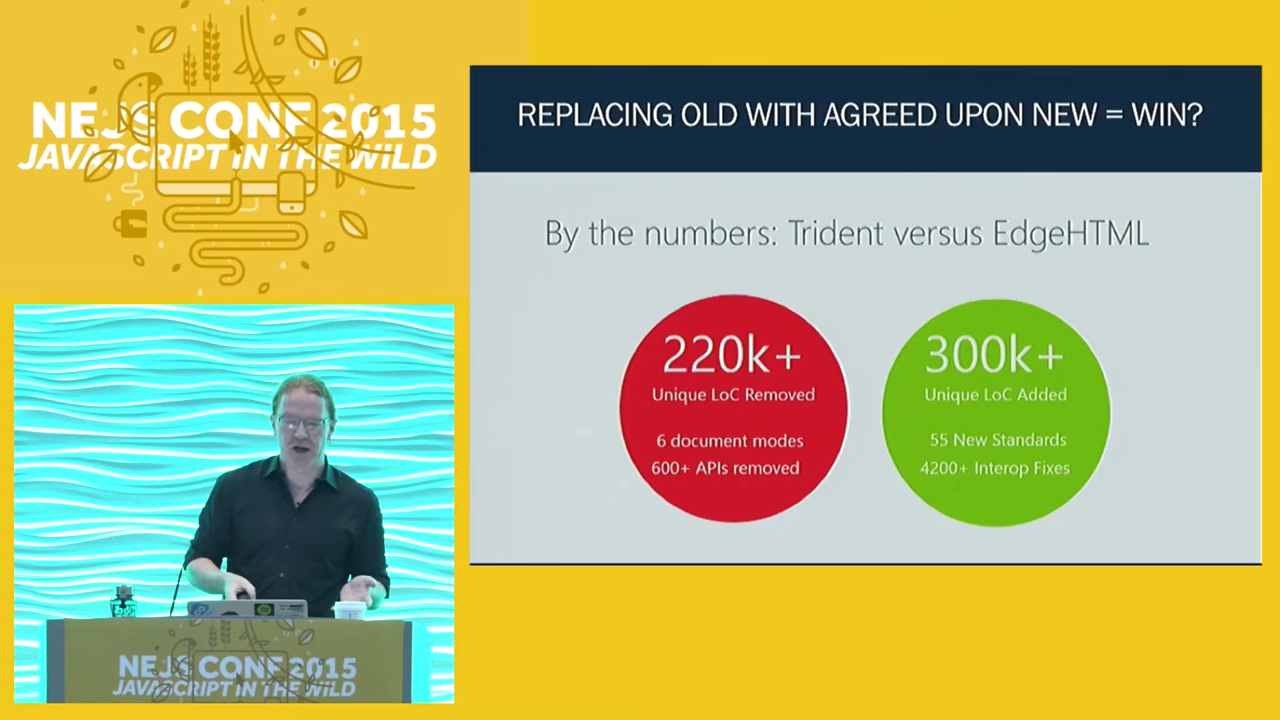 NEJS CONF 2015
JAVASCRIPT IN THE WILD
REPLACING OLD WITH AGREED UPON NEW = WIN?
By the numbers: Trident versus EdgeHTML
220k+
Unique LoC Removed
6 document modes
600+ APIs removed
300k+
Unique LoC Added
55 New Standards
4200+ Interop Fixes
NEJS CONF 2015
JAVASCRIPT IN THE WILD